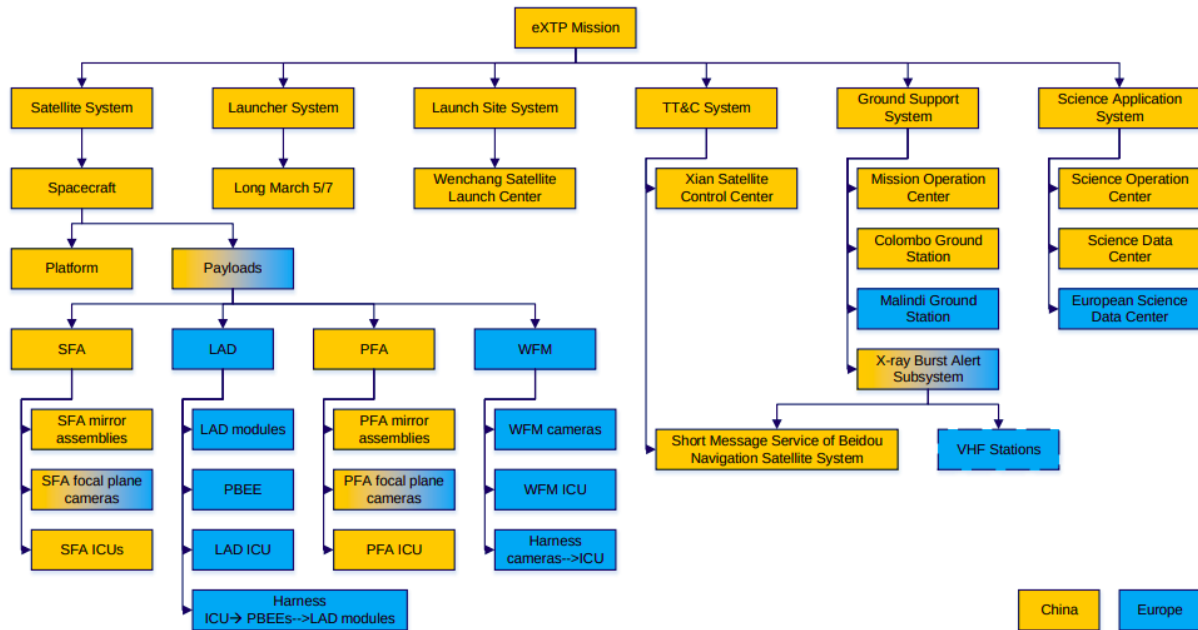 eXTP Mission
Satellite System
Launcher System
Launch Site System
TT&C System
Ground Support
System
Science Application
System
Spacecraft
Long March 5/7
Wenchang Satellite
Launch Center
Xian Satellite
Control Center
Mission Operation
Center
Science Operation
Center
Platform
Payloads
Colombo Ground
Station
Science Data
Center
Malindi Ground
Station
European Science
Data Center
SFA
LAD
PFA
WFM
X-ray Burst Alert
Subsystem
SFA mirror
assemblies
LAD modules
PFA mirror
assemblies
WFM cameras
Short Message Service of Beidou
Navigation Satellite System
VHF Stations
SFA focal plane
cameras
PBEE
PFA focal plane
cameras
WFM ICU
SFA ICUs
LAD ICU
PFA ICU
Harness
cameras-->ICU
Harness
ICU→ PBEEs-->LAD modules
China
Europe